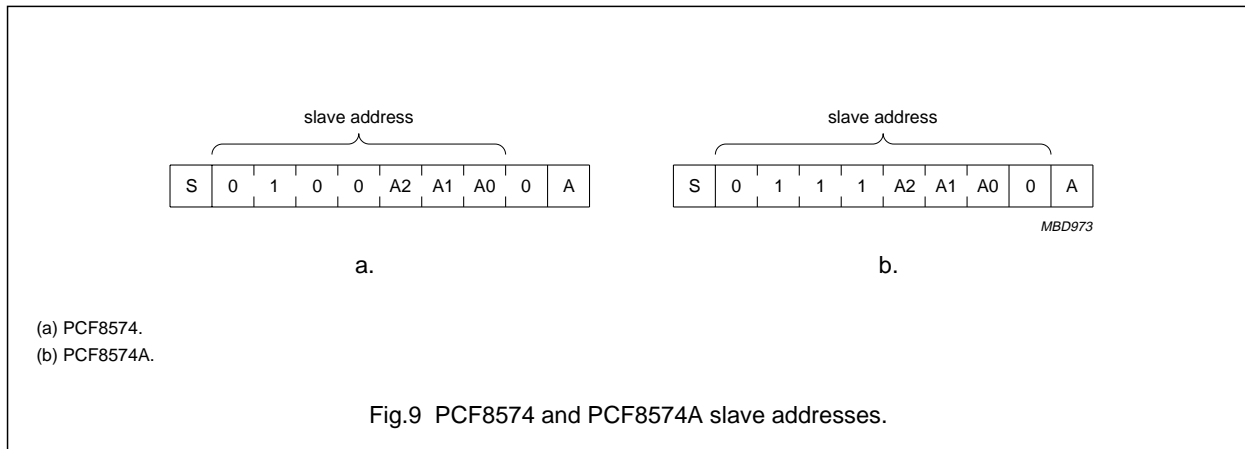 slave address
S 0 1 0 0 A2 A1 A0 0 A
a.
slave address
S 0 1 1 1 A2 A1 A0 0 A
MBD973
b.
(a) PCF8574.
(b) PCF8574A.
Fig.9 PCF8574 and PCF8574A slave addresses.